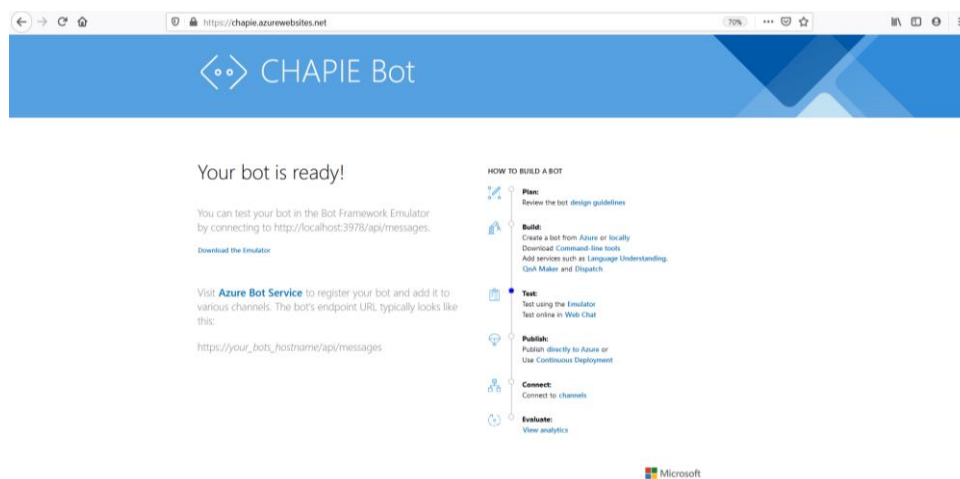 https://chapie.azurewebsites.net
70%
CHAPIE Bot
Your bot is ready!
You can test your bot in the Bot Framework Emulator
by connecting to http://localhost:3978/api/messages.
Download the Emulator
Visit Azure Bot Service to register your bot and add it to
various channels. The bot's endpoint URL typically looks like
this:
https://your_bots_hostname/api/messages
HOW TO BUILD A BOT
Plan:
Review the bot design guidelines
Build:
Create a bot from Azure or locally
Download Command-line tools
Add services such as Language Understanding,
QnA Maker and Dispatch
Test:
Test using the Emulator
Test online in Web Chat
Publish:
Publish directly to Azure or
Use Continuous Deployment
Connect:
Connect to channels
Evaluate:
View analytics
Microsoft